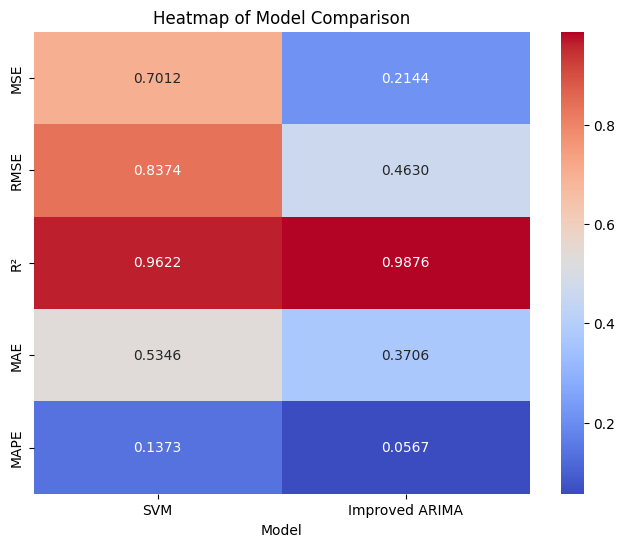 Heatmap of Model Comparison
MSE 0.7012 0.2144
RMSE 0.8374 0.4630
R² 0.9622 0.9876
MAE 0.5346 0.3706
MAPE 0.1373 0.0567
SVM Improved ARIMA
Model
0.8
0.6
0.4
0.2